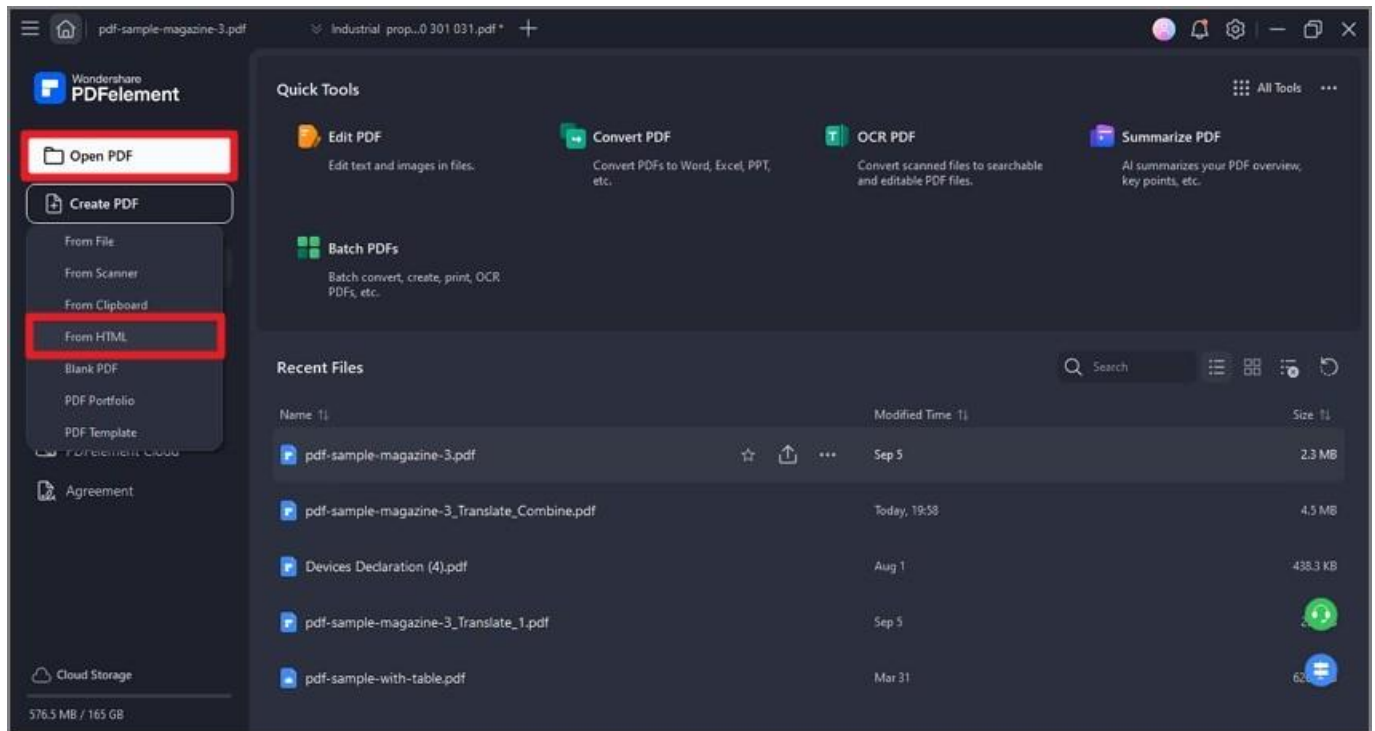 pdf-sample-magazine-3.pdf
Industrial prop...0 301 031.pdf *
Wondershare
PDFelement
Open PDF
Create PDF
From File
From Scanner
From Clipboard
From HTML
Blank PDF
PDF Portfolio
PDF Template
PDFelement Cloud
Agreement
Cloud Storage
576.5 MB / 165 GB
Quick Tools
All Tools
Edit PDF
Edit text and images in files.
Convert PDF
Convert PDFs to Word, Excel, PPT,
etc.
OCR PDF
Convert scanned files to searchable
and editable PDF files.
Summarize PDF
AI summarizes your PDF overview,
key points, etc.
Batch PDFs
Batch convert, create, print, OCR
PDFs, etc.
Recent Files
Search
Name
Modified Time
Size
pdf-sample-magazine-3.pdf
Sep 5
2.3 MB
pdf-sample-magazine-3_Translate_Combine.pdf
Today, 19:58
4.5 MB
Devices Declaration (4).pdf
Aug 1
438.3 KB
pdf-sample-magazine-3_Translate_1.pdf
Sep 5
pdf-sample-with-table.pdf
Mar 31